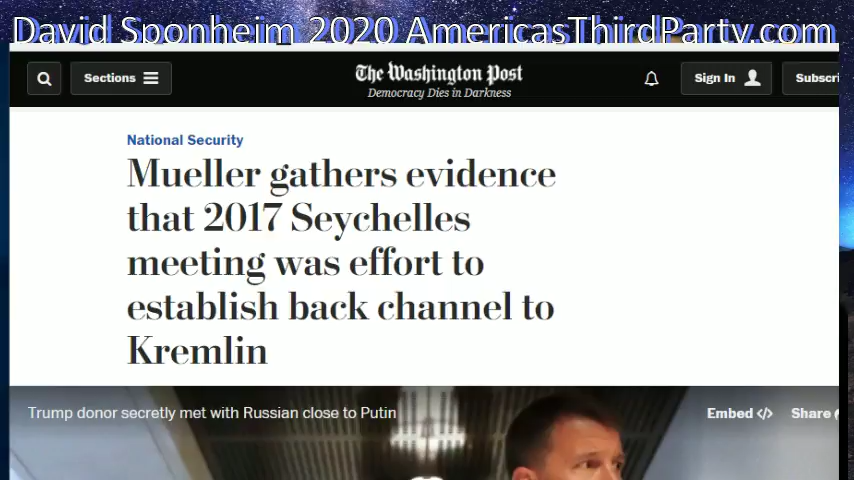 David Sponheim 2020 AmericasThirdParty.com
Sections
The Washington Post
Democracy Dies in Darkness
Sign In
Subscri
National Security
Mueller gathers evidence
that 2017 Seychelles
meeting was effort to
establish back channel to
Kremlin
Trump donor secretly met with Russian close to Putin
Embed </>
Share